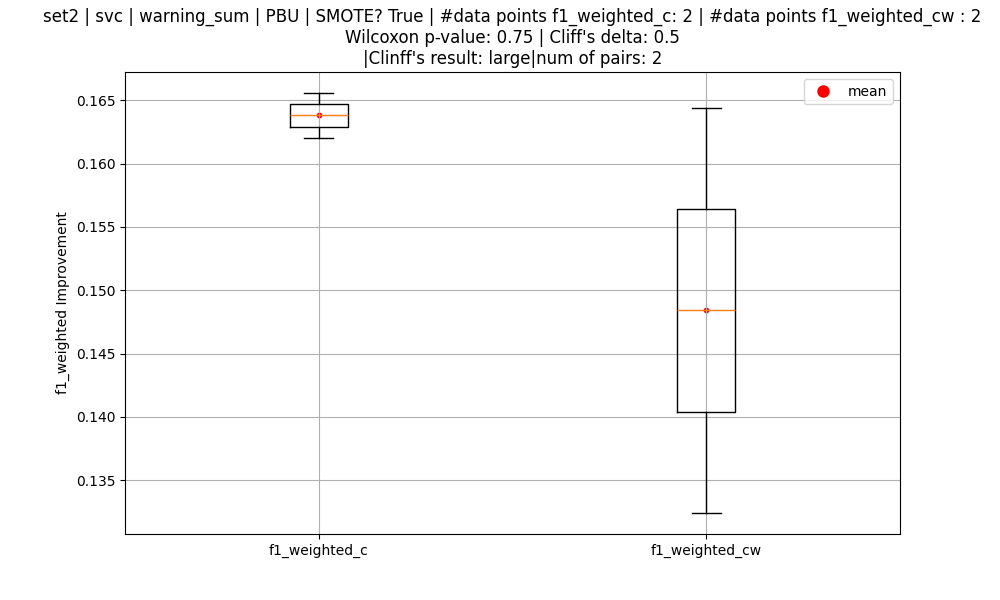 set2 | svc | warning_sum | PBU | SMOTE? True | #data points f1_weighted_c: 2 | #data points f1_weighted_cw : 2
Wilcoxon p-value: 0.75 | Cliff's delta: 0.5
|Clinff's result: large|num of pairs: 2
mean
0.165
0.160
0.155
0.150
0.145
0.140
0.135
f1_weighted Improvement
f1_weighted_c
f1_weighted_cw